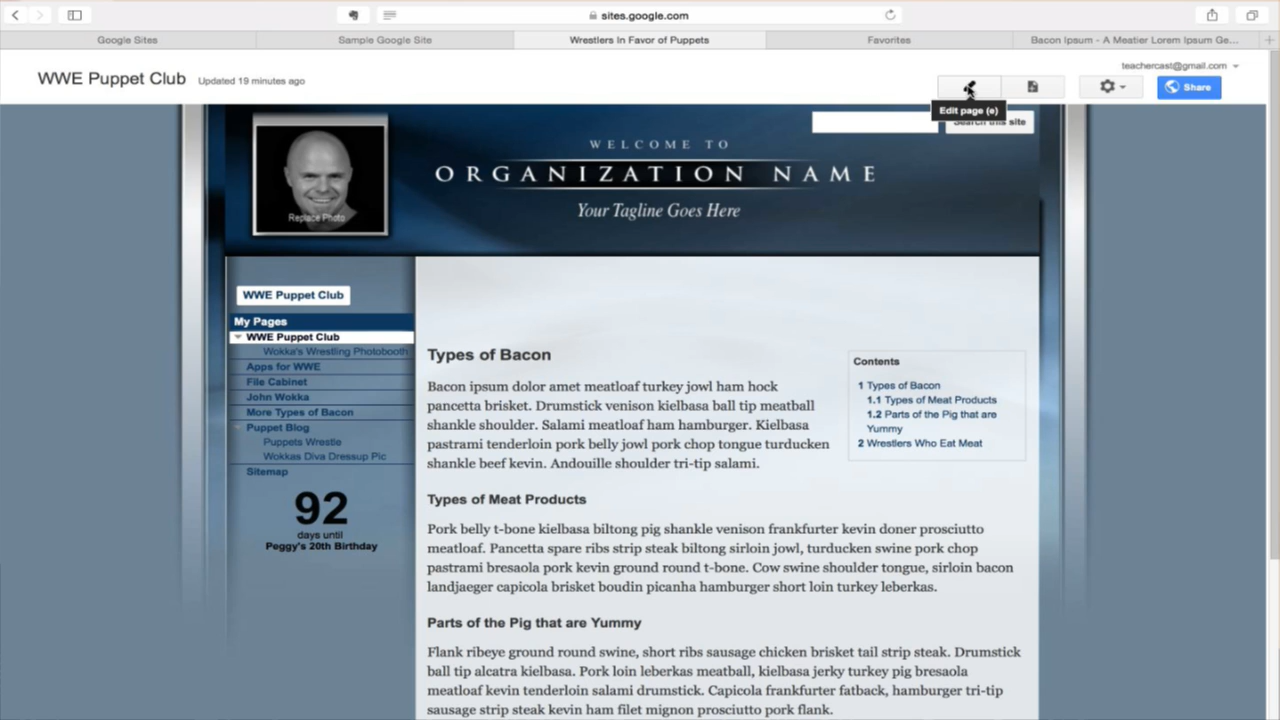 sites.google.com
Google Sites
Sample Google Site
Wrestlers In Favor of Puppets
Favorites
Bacon Ipsum - A Meatier Lorem Ipsum Ge...
teachercast@gmail.com
WWE Puppet Club
Updated 19 minutes ago
Share
Edit page (e)
Search this site
WELCOME TO
ORGANIZATION NAME
Your Tagline Goes Here
Replace Photo
WWE Puppet Club
My Pages
WWE Puppet Club
Wokka's Wrestling Photobooth
Apps for WWE
File Cabinet
John Wokka
More Types of Bacon
Puppet Blog
Puppets Wrestle
Wokkas Diva Dressup Pic
Sitemap
92
days until
Peggy's 20th Birthday
Types of Bacon
Bacon ipsum dolor amet meatloaf turkey jowl ham hock
pancetta brisket. Drumstick venison kielbasa ball tip meatball
shankle shoulder. Salami meatloaf ham hamburger. Kielbasa
pastrami tenderloin pork belly jowl pork chop tongue turducken
shankle beef kevin. Andouille shoulder tri-tip salami.
Contents
1 Types of Bacon
1.1 Types of Meat Products
1.2 Parts of the Pig that are
Yummy
2 Wrestlers Who Eat Meat
Types of Meat Products
Pork belly t-bone kielbasa biltong pig shankle venison frankfurter kevin doner prosciutto
meatloaf. Pancetta spare ribs strip steak biltong sirloin jowl, turducken swine pork chop
pastrami bresaola pork kevin ground round t-bone. Cow swine shoulder tongue, sirloin bacon
landjaeger capicola brisket boudin picanha hamburger short loin turkey leberkas.
Parts of the Pig that are Yummy
Flank ribeye ground round swine, short ribs sausage chicken brisket tail strip steak. Drumstick
ball tip alcatra kielbasa. Pork loin leberkas meatball, kielbasa jerky turkey pig bresaola
meatloaf kevin tenderloin salami drumstick. Capicola frankfurter fatback, hamburger tri-tip
sausage strip steak kevin ham filet mignon prosciutto pork flank.